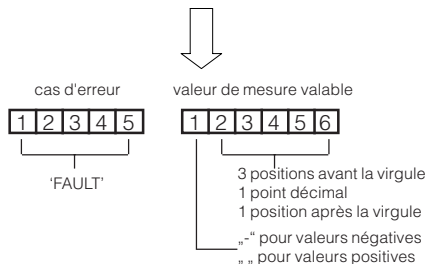 cas d'erreur
valeur de mesure valable
1 2 3 4 5
1 2 3 4 5 6
'FAULT'
3 positions avant la virgule
1 point décimal
1 position après la virgule
„-“ pour valeurs négatives
„ „ pour valeurs positives